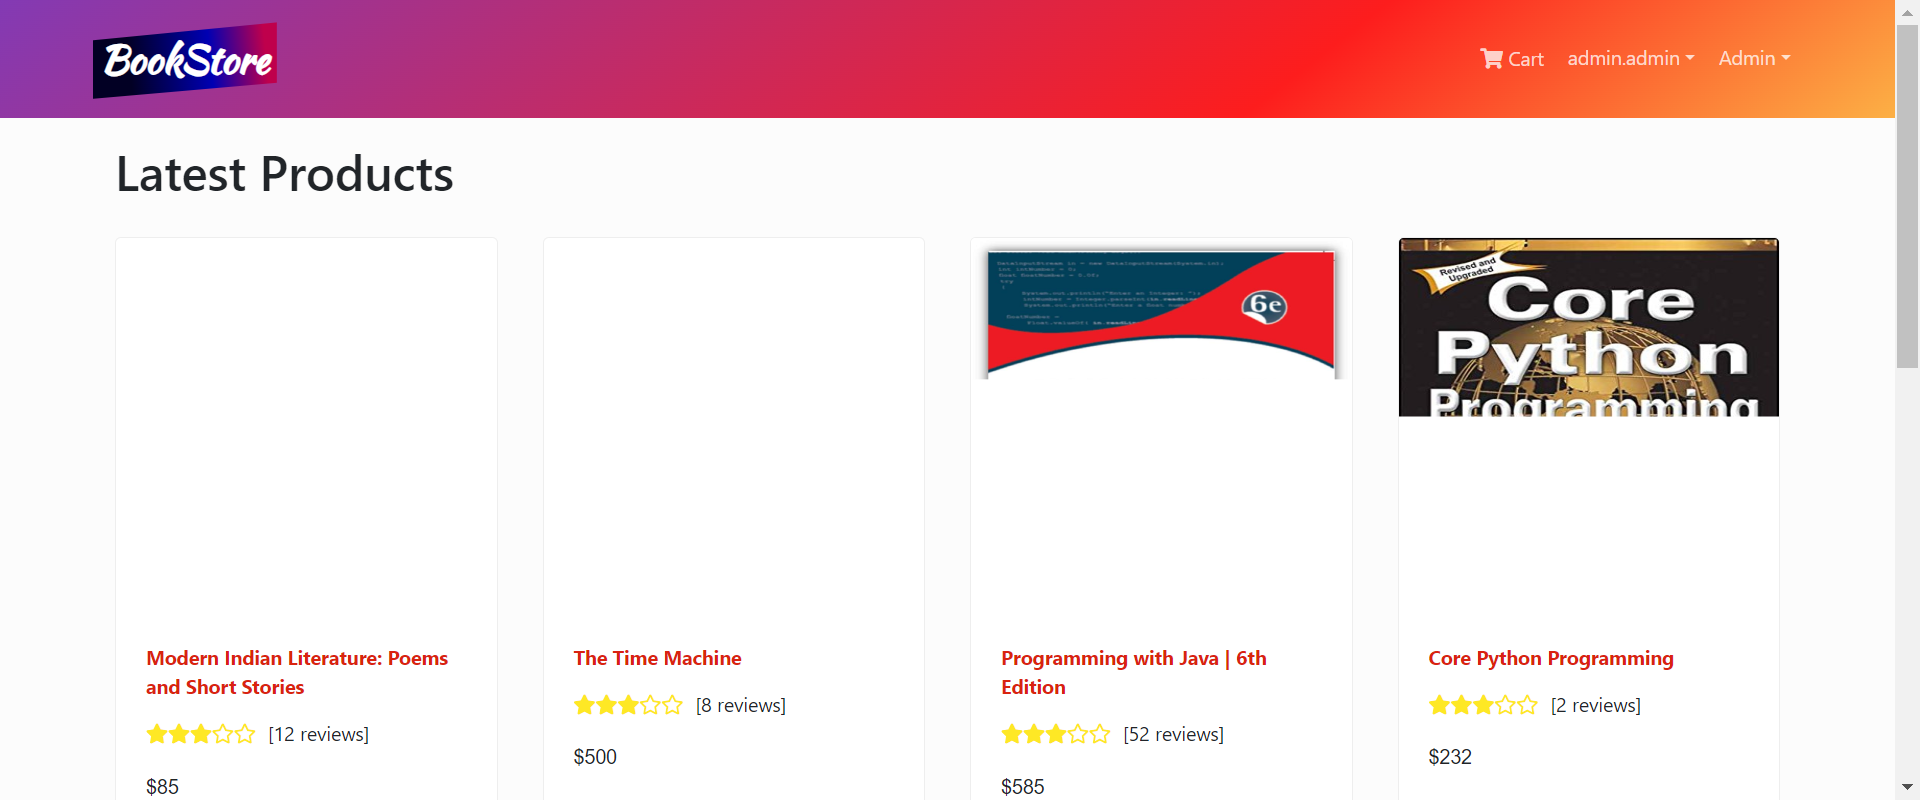 BookStore
Cart
admin.admin
Admin
Latest Products
6e
Revised and
Upgraded
Core
Python
Programming
Modern Indian Literature: Poems
and Short Stories
[12 reviews]
$85
The Time Machine
[8 reviews]
$500
Programming with Java | 6th
Edition
[52 reviews]
$585
Core Python Programming
[2 reviews]
$232